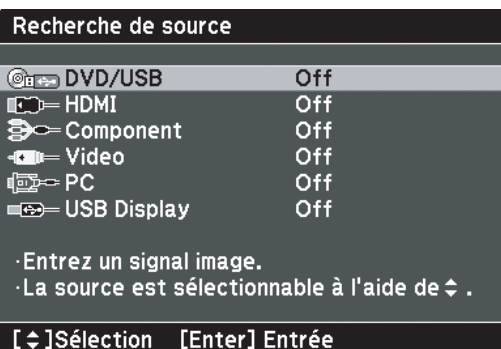 Recherche de source
DVD/USB Off
HDMI Off
Component Off
Video Off
PC Off
USB Display Off
·Entrez un signal image.
·La source est sélectionnable à l'aide de ♦ .
[♦]Sélection [Enter] Entrée